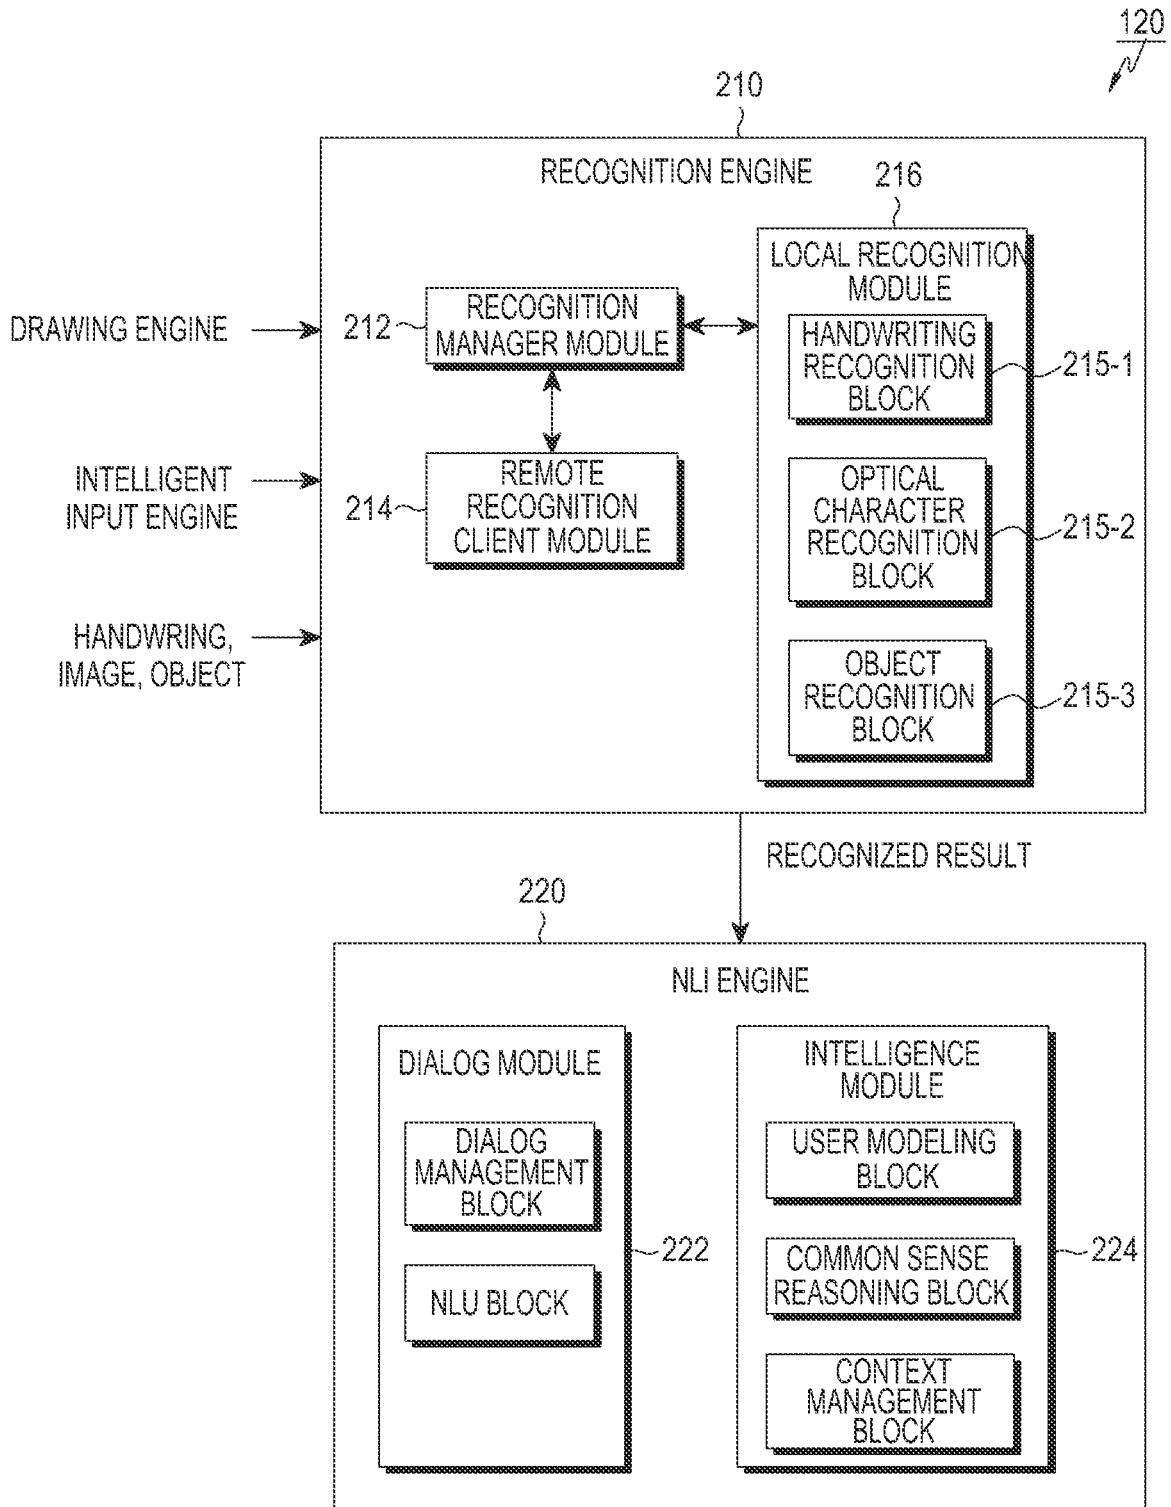 120
210
RECOGNITION ENGINE
216
LOCAL RECOGNITION
MODULE
RECOGNITION
MANAGER MODULE
212
DRAWING ENGINE
HANDWRITING
RECOGNITION
BLOCK
215-1
INTELLIGENT
INPUT ENGINE
214
REMOTE
RECOGNITION
CLIENT MODULE
OPTICAL
CHARACTER
RECOGNITION
BLOCK
215-2
HANDWRING,
IMAGE, OBJECT
OBJECT
RECOGNITION
BLOCK
215-3
RECOGNIZED RESULT
220
NLI ENGINE
DIALOG MODULE
DIALOG
MANAGEMENT
BLOCK
NLU BLOCK
222
INTELLIGENCE
MODULE
USER MODELING
BLOCK
COMMON SENSE
REASONING BLOCK
224
CONTEXT
MANAGEMENT
BLOCK